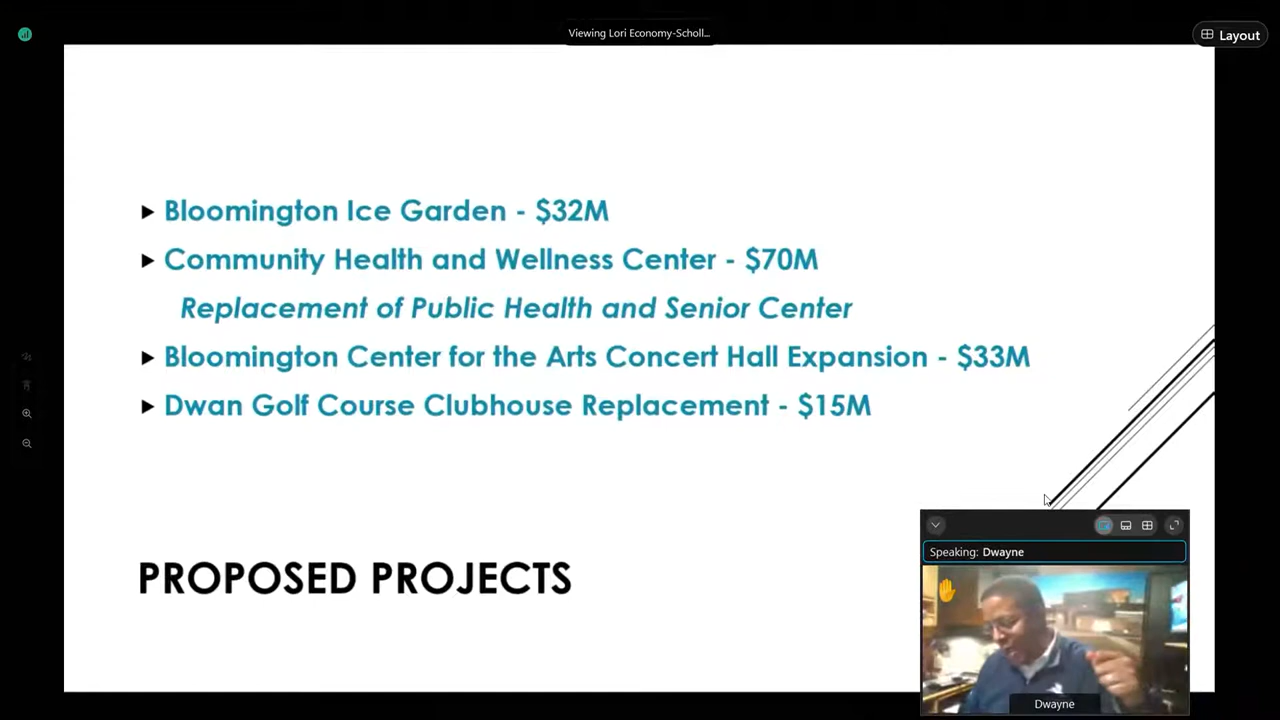 Viewing Lori Economy-Scholl...
Layout
Bloomington Ice Garden - $32M
Community Health and Wellness Center - $70M
Replacement of Public Health and Senior Center
Bloomington Center for the Arts Concert Hall Expansion - $33M
Dwan Golf Course Clubhouse Replacement - $15M
PROPOSED PROJECTS
Speaking: Dwayne
Dwayne